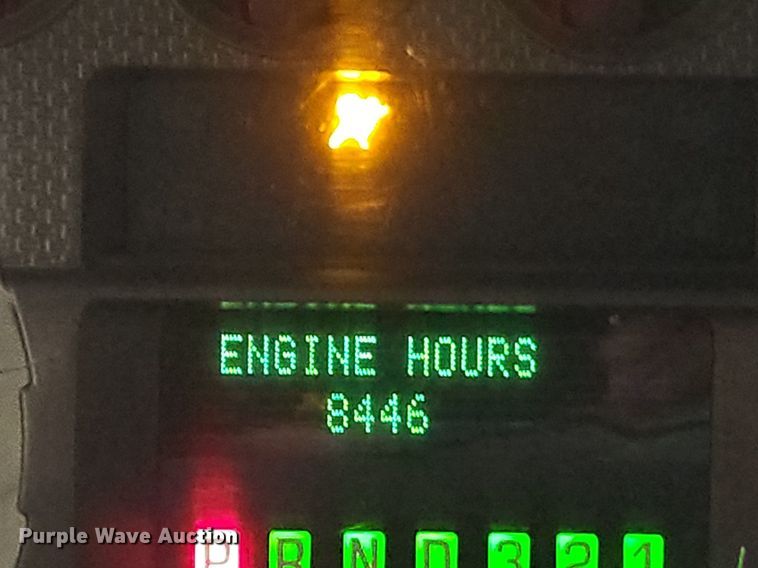 ENGINE HOURS
8446
Purple Wave Auction
P R N D 3 2 1